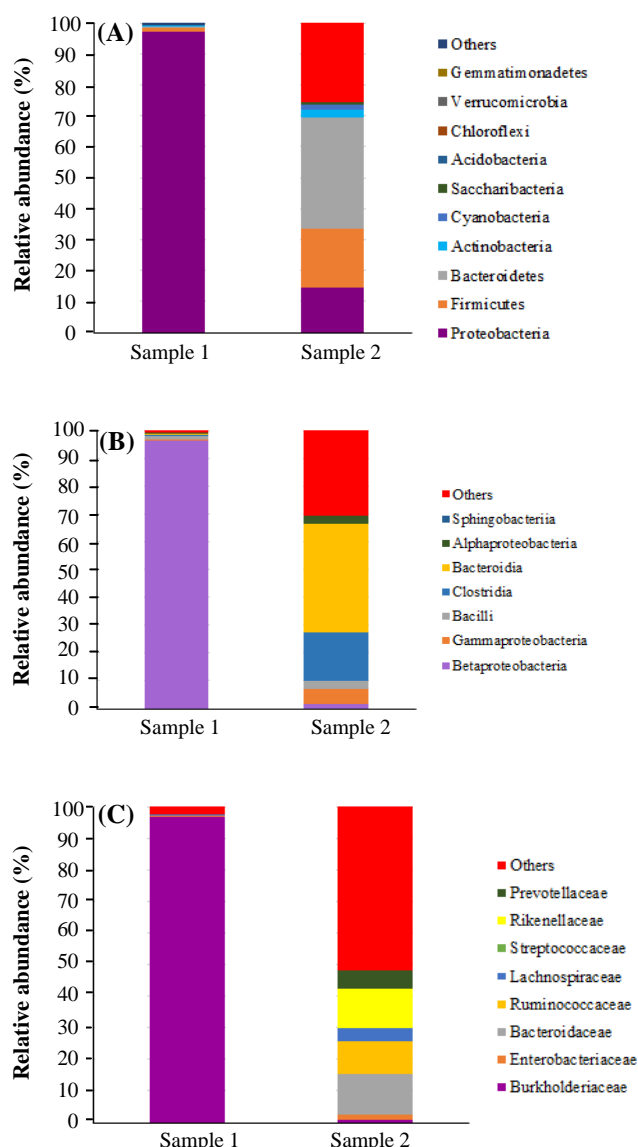 (A)
Relative abundance (%)
100
90
80
70
60
50
40
30
20
10
0
Sample 1
Sample 2
Others
Gemmatimonadetes
Verrucomicrobia
Chloroflexi
Acidobacteria
Saccharibacteria
Cyanobacteria
Actinobacteria
Bacteroidetes
Firmicutes
Proteobacteria
(B)
Relative abundance (%)
100
90
80
70
60
50
40
30
20
10
0
Sample 1
Sample 2
Others
Sphingobacteriia
Alphaproteobacteria
Bacteroidia
Clostridia
Bacilli
Gammaproteobacteria
Betaproteobacteria
(C)
Relative abundance (%)
100
90
80
70
60
50
40
30
20
10
0
Sample 1
Sample 2
Others
Prevotellaceae
Rikenellaceae
Streptococcaceae
Lachnospiraceae
Ruminococcaceae
Bacteroidaceae
Enterobacteriaceae
Burkholderiaceae